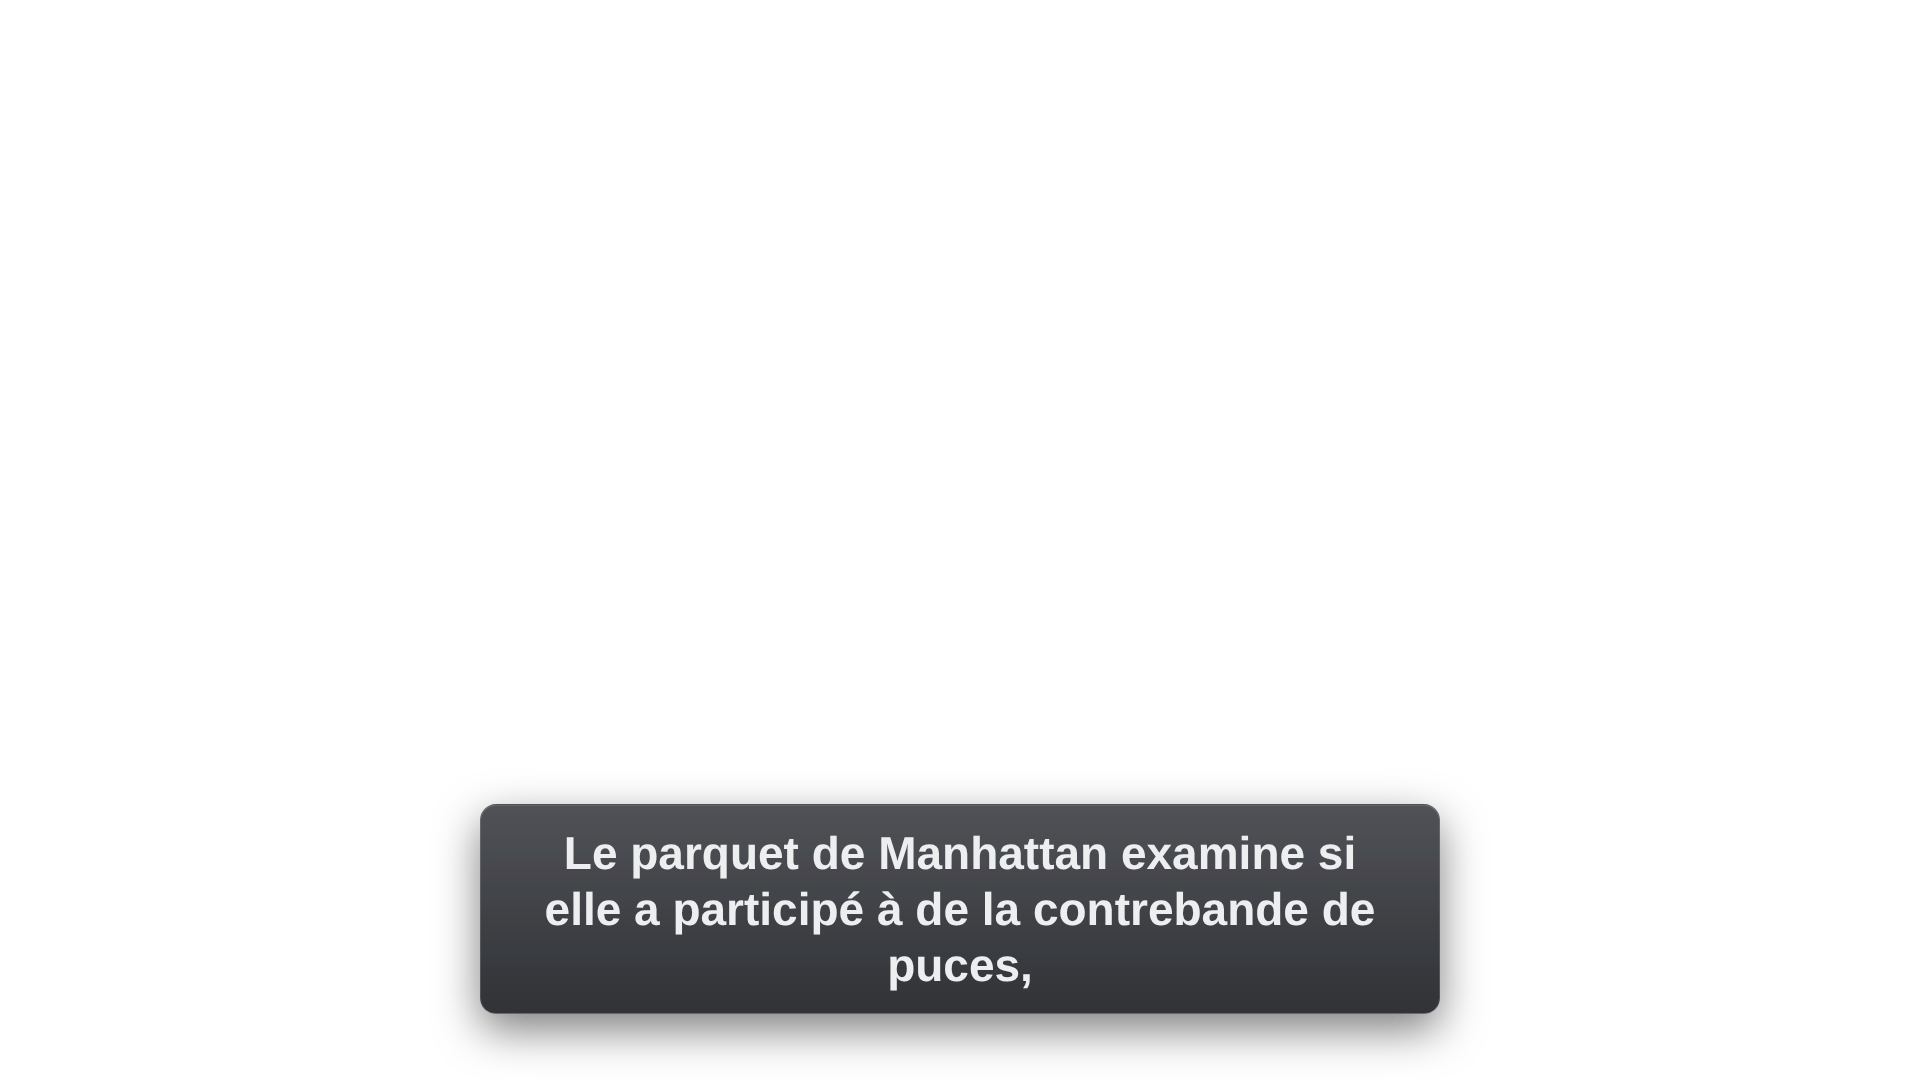 Le parquet de Manhattan examine si
elle a participé à de la contrebande de
puces,